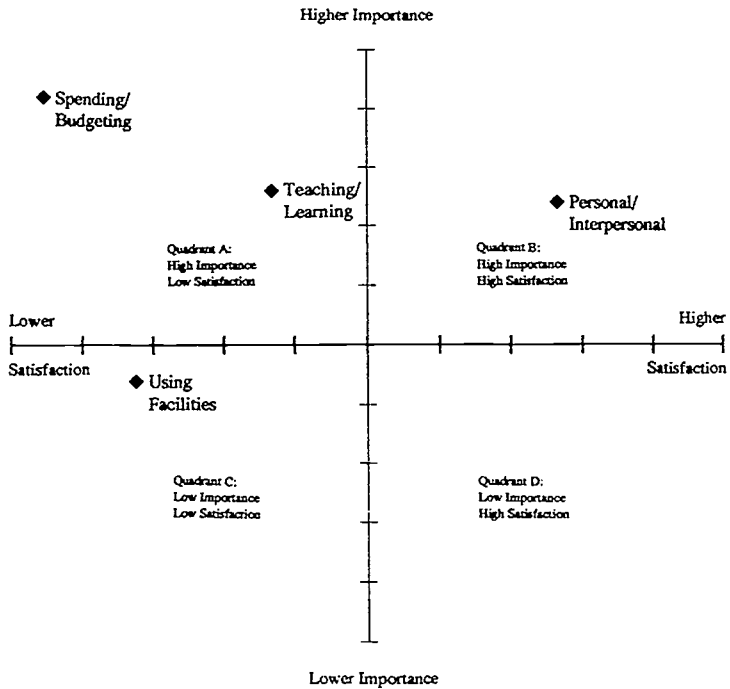 Higher Importance
Spending/
Budgeting
Teaching/
Learning
Personal/
Interpersonal
Quadrant A:
High Importance
Low Satisfaction
Quadrant B:
High Importance
High Satisfaction
Lower
Higher
Satisfaction
Satisfaction
Using
Facilities
Quadrant C:
Low Importance
Low Satisfaction
Quadrant D:
Low Importance
High Satisfaction
Lower Importance